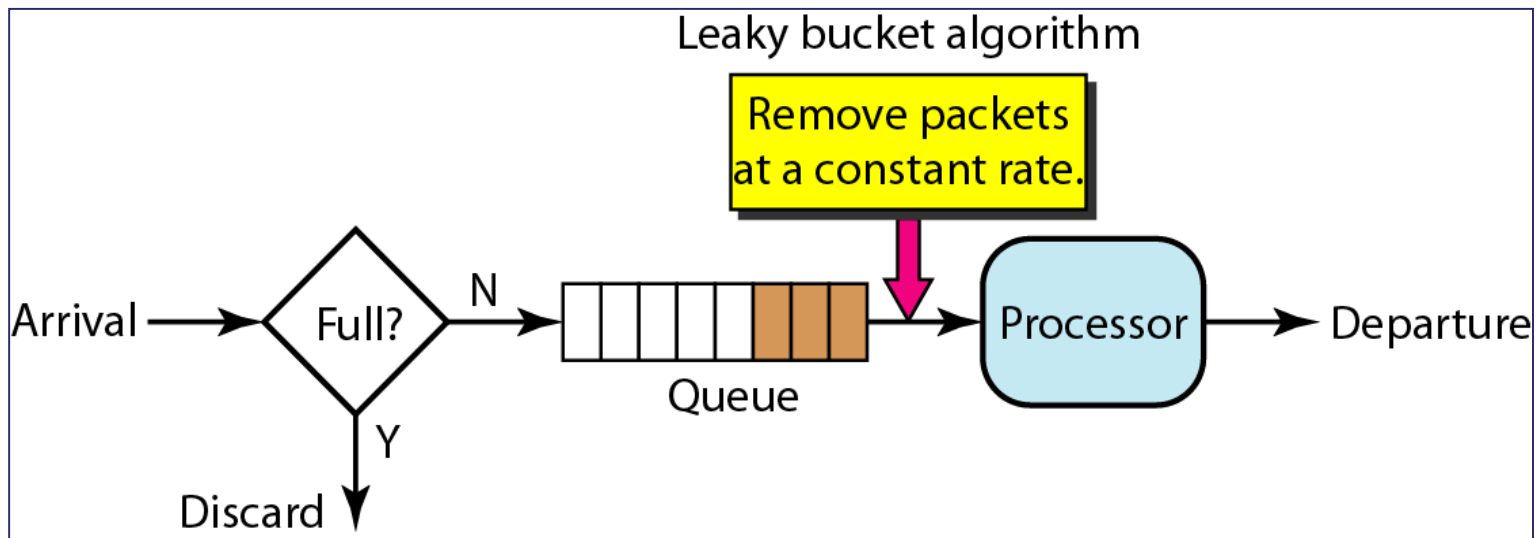 Leaky bucket algorithm
Remove packets
at a constant rate.
Arrival
Full?
N
Queue
Processor
Departure
Y
Discard